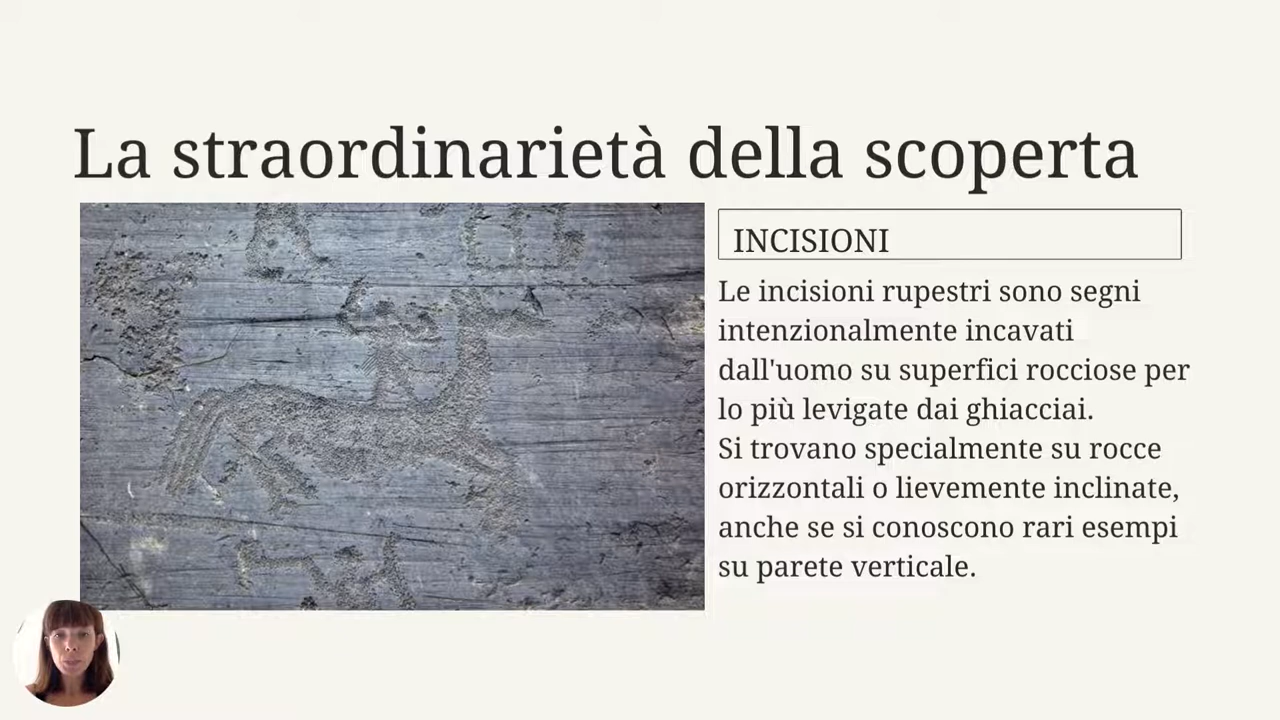 La straordinarietà della scoperta
INCISIONI
Le incisioni rupestri sono segni
intenzionalmente incavati
dall'uomo su superfici rocciose per
lo più levigate dai ghiacciai.
Si trovano specialmente su rocce
orizzontali o lievemente inclinate,
anche se si conoscono rari esempi
su parete verticale.